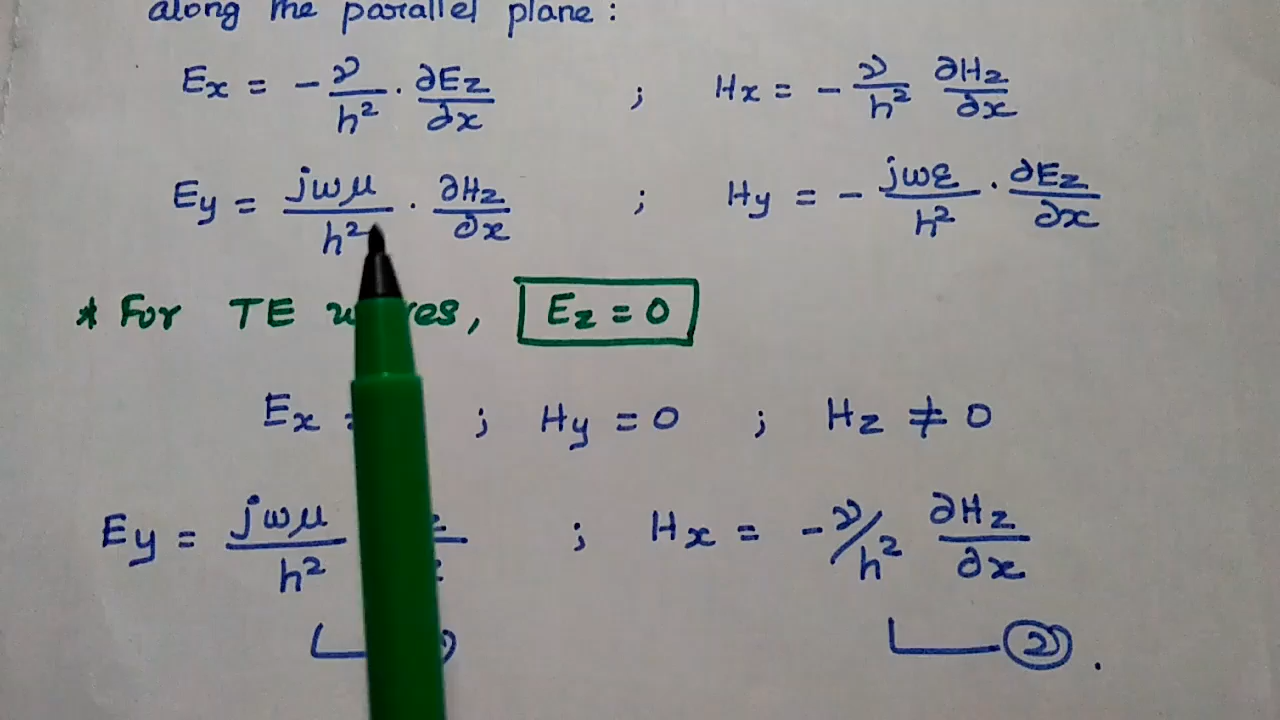 along the parallel plane :
Ex = - ν/h² · ∂Ez/∂x ; Hx = - ν/h² ∂Hz/∂x
Ey = jωμ/h² · ∂Hz/∂x ; Hy = - jωε/h² · ∂Ez/∂x
* For TE waves, Ez = 0
Ex = ; Hy = 0 ; Hz ≠ 0
Ey = jωμ/h² ; Hx = - ν/h² ∂Hz/∂x
②.